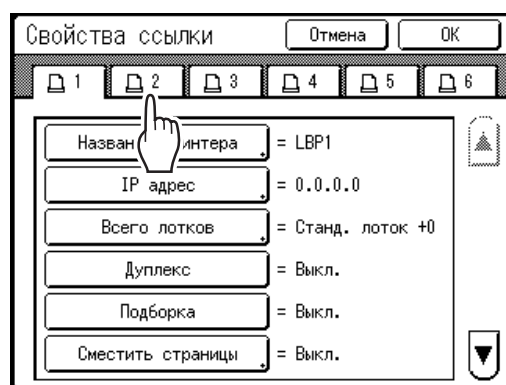 Свойства ссылки Отмена OK
1 2 3 4 5 6
Назван интера = LBP1
IP адрес = 0.0.0.0
Всего лотков = Станд. лоток +0
Дуплекс = Выкл.
Подборка = Выкл.
Сместить страницы = Выкл.